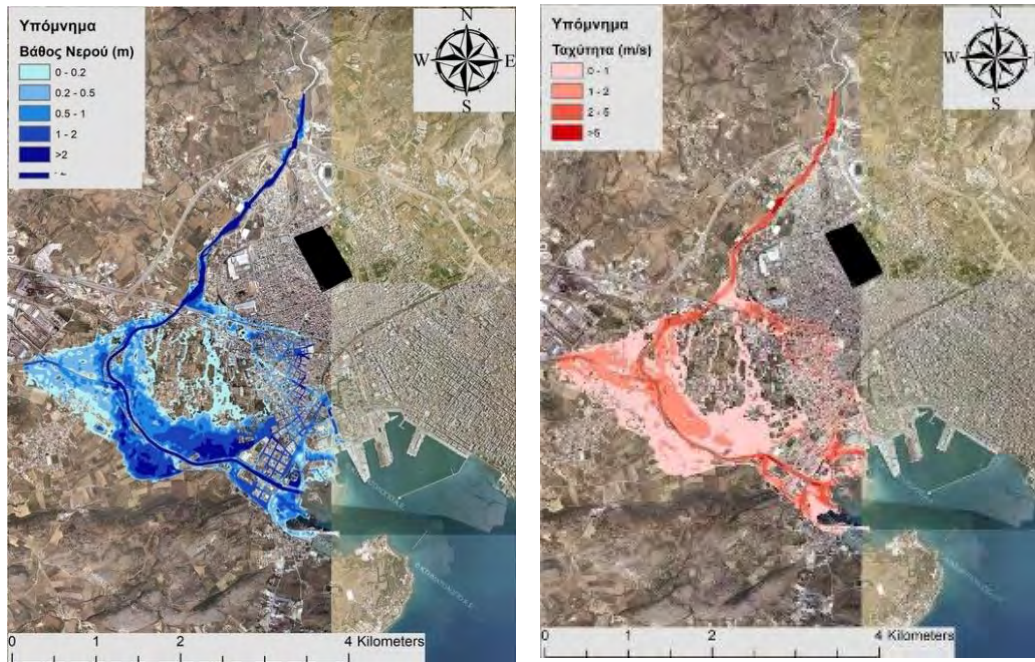 Υπόμνημα
Βάθος Νερού (m)
0 - 0.2
0.2 - 0.5
0.5 - 1
1 - 2
>2
N
W
E
S
0
1
2
4 Kilometers
Υπόμνημα
Ταχύτητα (m/s)
0 - 1
1 - 2
2 - 5
>5
N
W
E
S
0
1
2
4 Kilometers